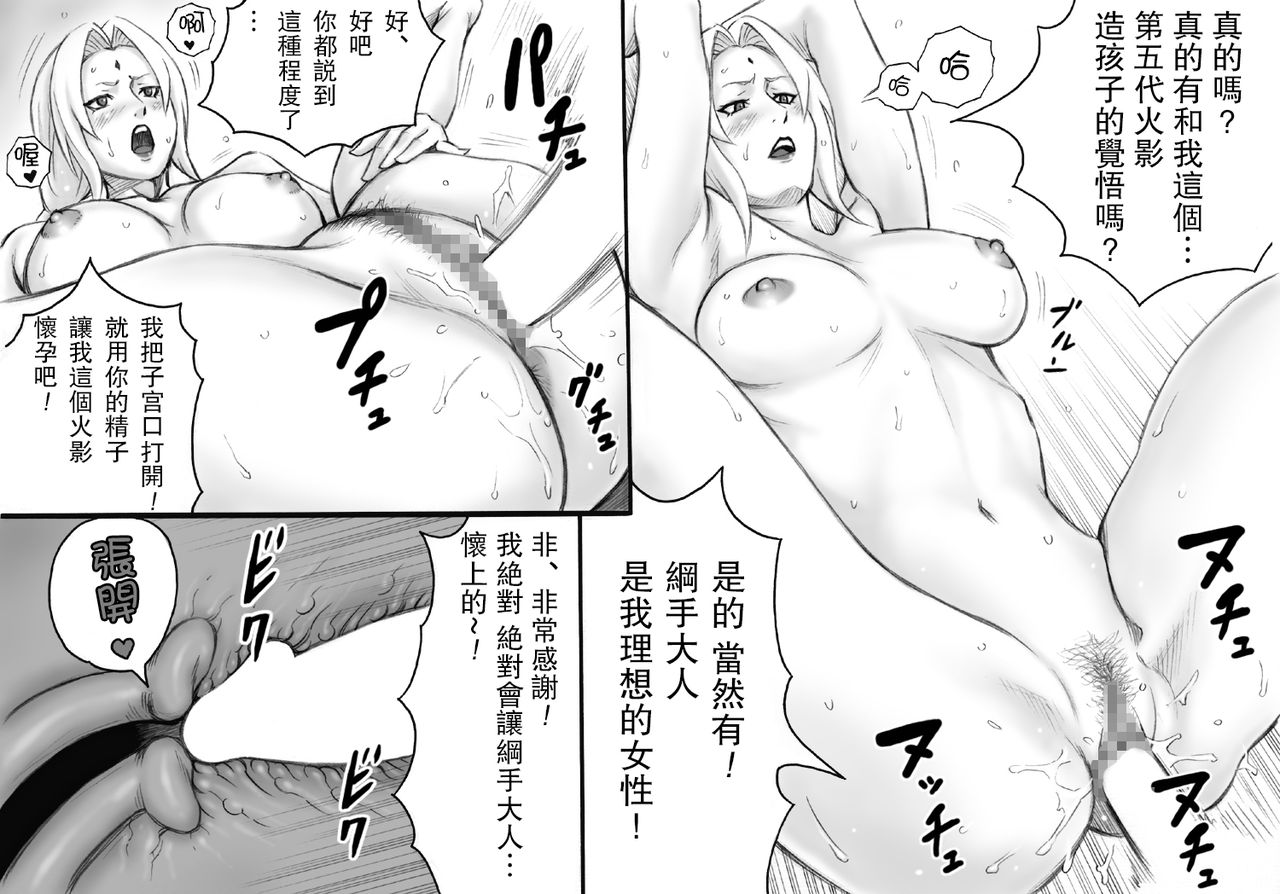 真的嗎？
真的有和我這個…
第五代火影
造孩子的覺悟嗎？
哈
哈
ブルー
ヌチュ
ヌッチュ
ヌチュ
是的 當然有！
綱手大人
是我理想的女性！
好、
好吧
你都說到
這種程度了
…
啊♥
喔♥
パチュ
プチュ
グチュ
我把子宮口打開！
就用你的精子
讓我這個火影
懷孕吧！
非、非常感謝！
我絕對 絕對會讓綱手大人…
懷上的~！
張開♥
ビク
ビク